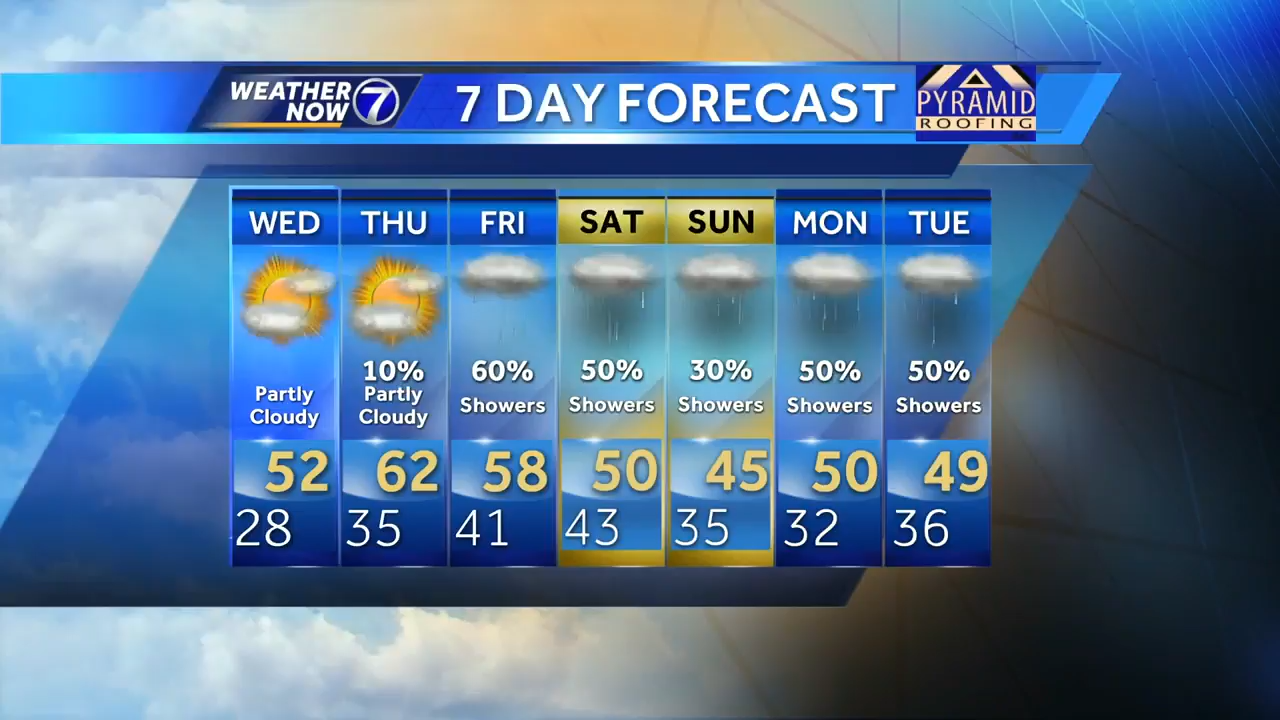 WEATHER
NOW 7
7 DAY FORECAST
PYRAMID
ROOFING
WED THU FRI SAT SUN MON TUE
10% 60% 50% 30% 50% 50%
Partly Partly Showers Showers Showers Showers Showers
Cloudy Cloudy
52 62 58 50 45 50 49
28 35 41 43 35 32 36